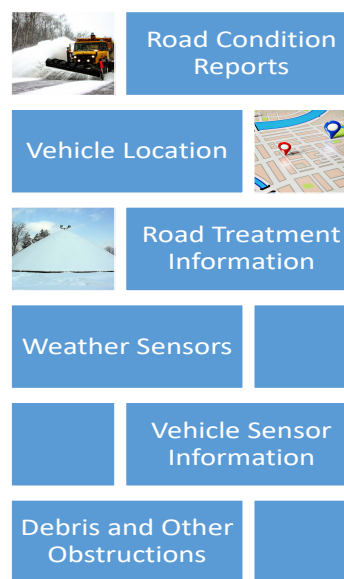 Road Condition
Reports
Vehicle Location
Road Treatment
Information
Weather Sensors
Vehicle Sensor
Information
Debris and Other
Obstructions